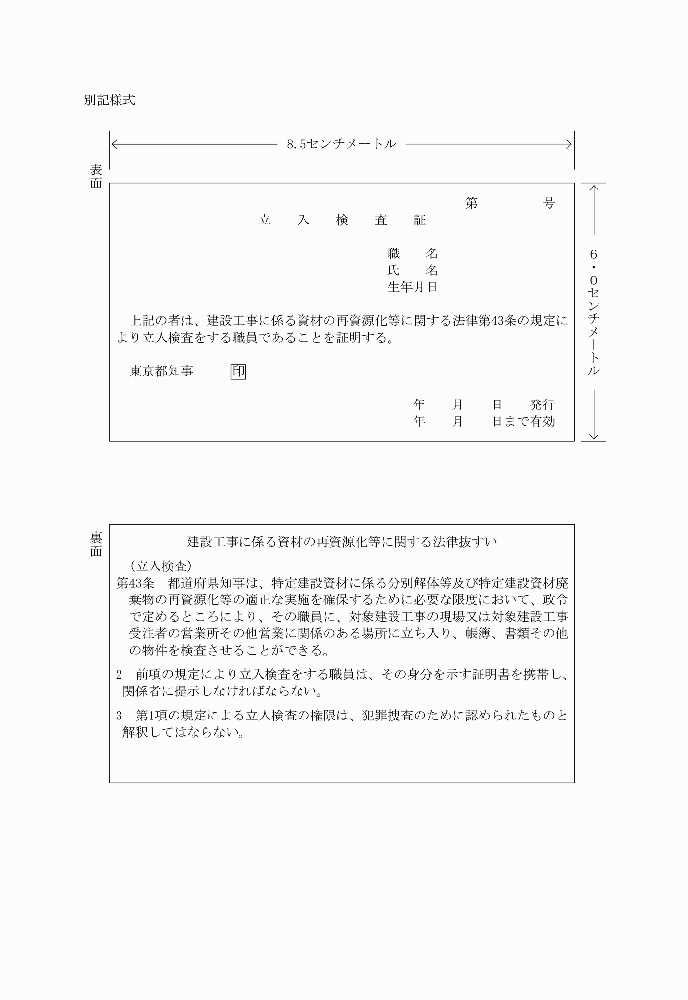 別記様式
8.5センチメートル
表面
第　　　　　号
立　　入　　検　　査　　証
職　　名
氏　　名
生年月日
6・0センチメートル
上記の者は、建設工事に係る資材の再資源化等に関する法律第43条の規定に
より立入検査をする職員であることを証明する。
東京都知事　　　印
年　　月　　日　　発行
年　　月　　日まで有効
裏面
建設工事に係る資材の再資源化等に関する法律抜すい
（立入検査）
第43条　都道府県知事は、特定建設資材に係る分別解体等及び特定建設資材廃
棄物の再資源化等の適正な実施を確保するために必要な限度において、政令
で定めるところにより、その職員に、対象建設工事の現場又は対象建設工事
受注者の営業所その他営業に関係のある場所に立ち入り、帳簿、書類その他
の物件を検査させることができる。
2　前項の規定により立入検査をする職員は、その身分を示す証明書を携帯し、
関係者に提示しなければならない。
3　第1項の規定による立入検査の権限は、犯罪捜査のために認められたものと
解釈してはならない。